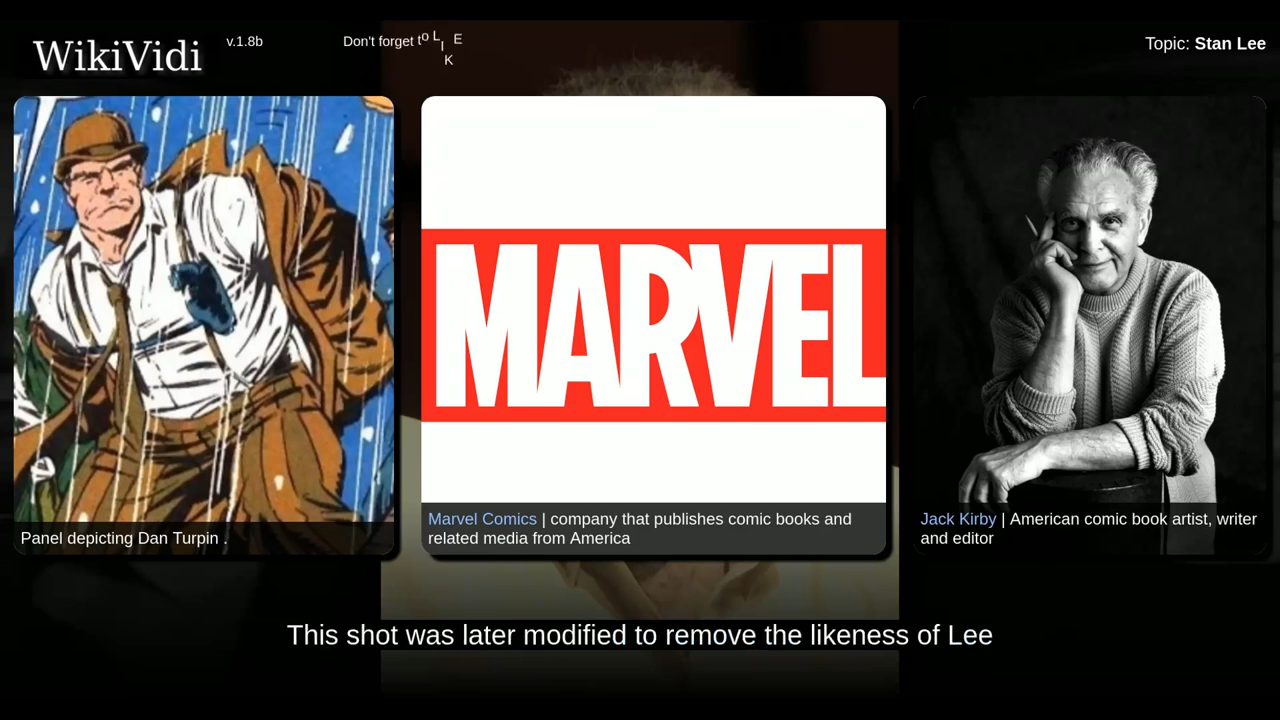 WikiVidi
v.1.8b
Don't forget to LIKE
Topic: Stan Lee
MARVEL
Panel depicting Dan Turpin .
Marvel Comics | company that publishes comic books and
related media from America
Jack Kirby | American comic book artist, writer
and editor
This shot was later modified to remove the likeness of Lee